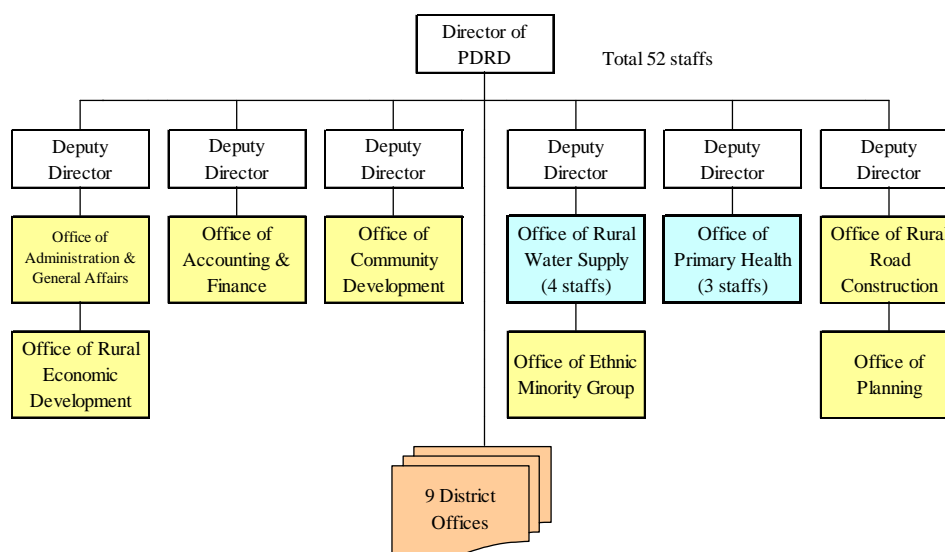 Director of
PDRD
Total 52 staffs
Deputy
Director
Deputy
Director
Deputy
Director
Deputy
Director
Deputy
Director
Deputy
Director
Office of
Administration &
General Affairs
Office of
Accounting &
Finance
Office of
Community
Development
Office of Rural
Water Supply
(4 staffs)
Office of
Primary Health
(3 staffs)
Office of Rural
Road
Construction
Office of Rural
Economic
Development
Office of Ethnic
Minority Group
Office of
Planning
9 District
Offices